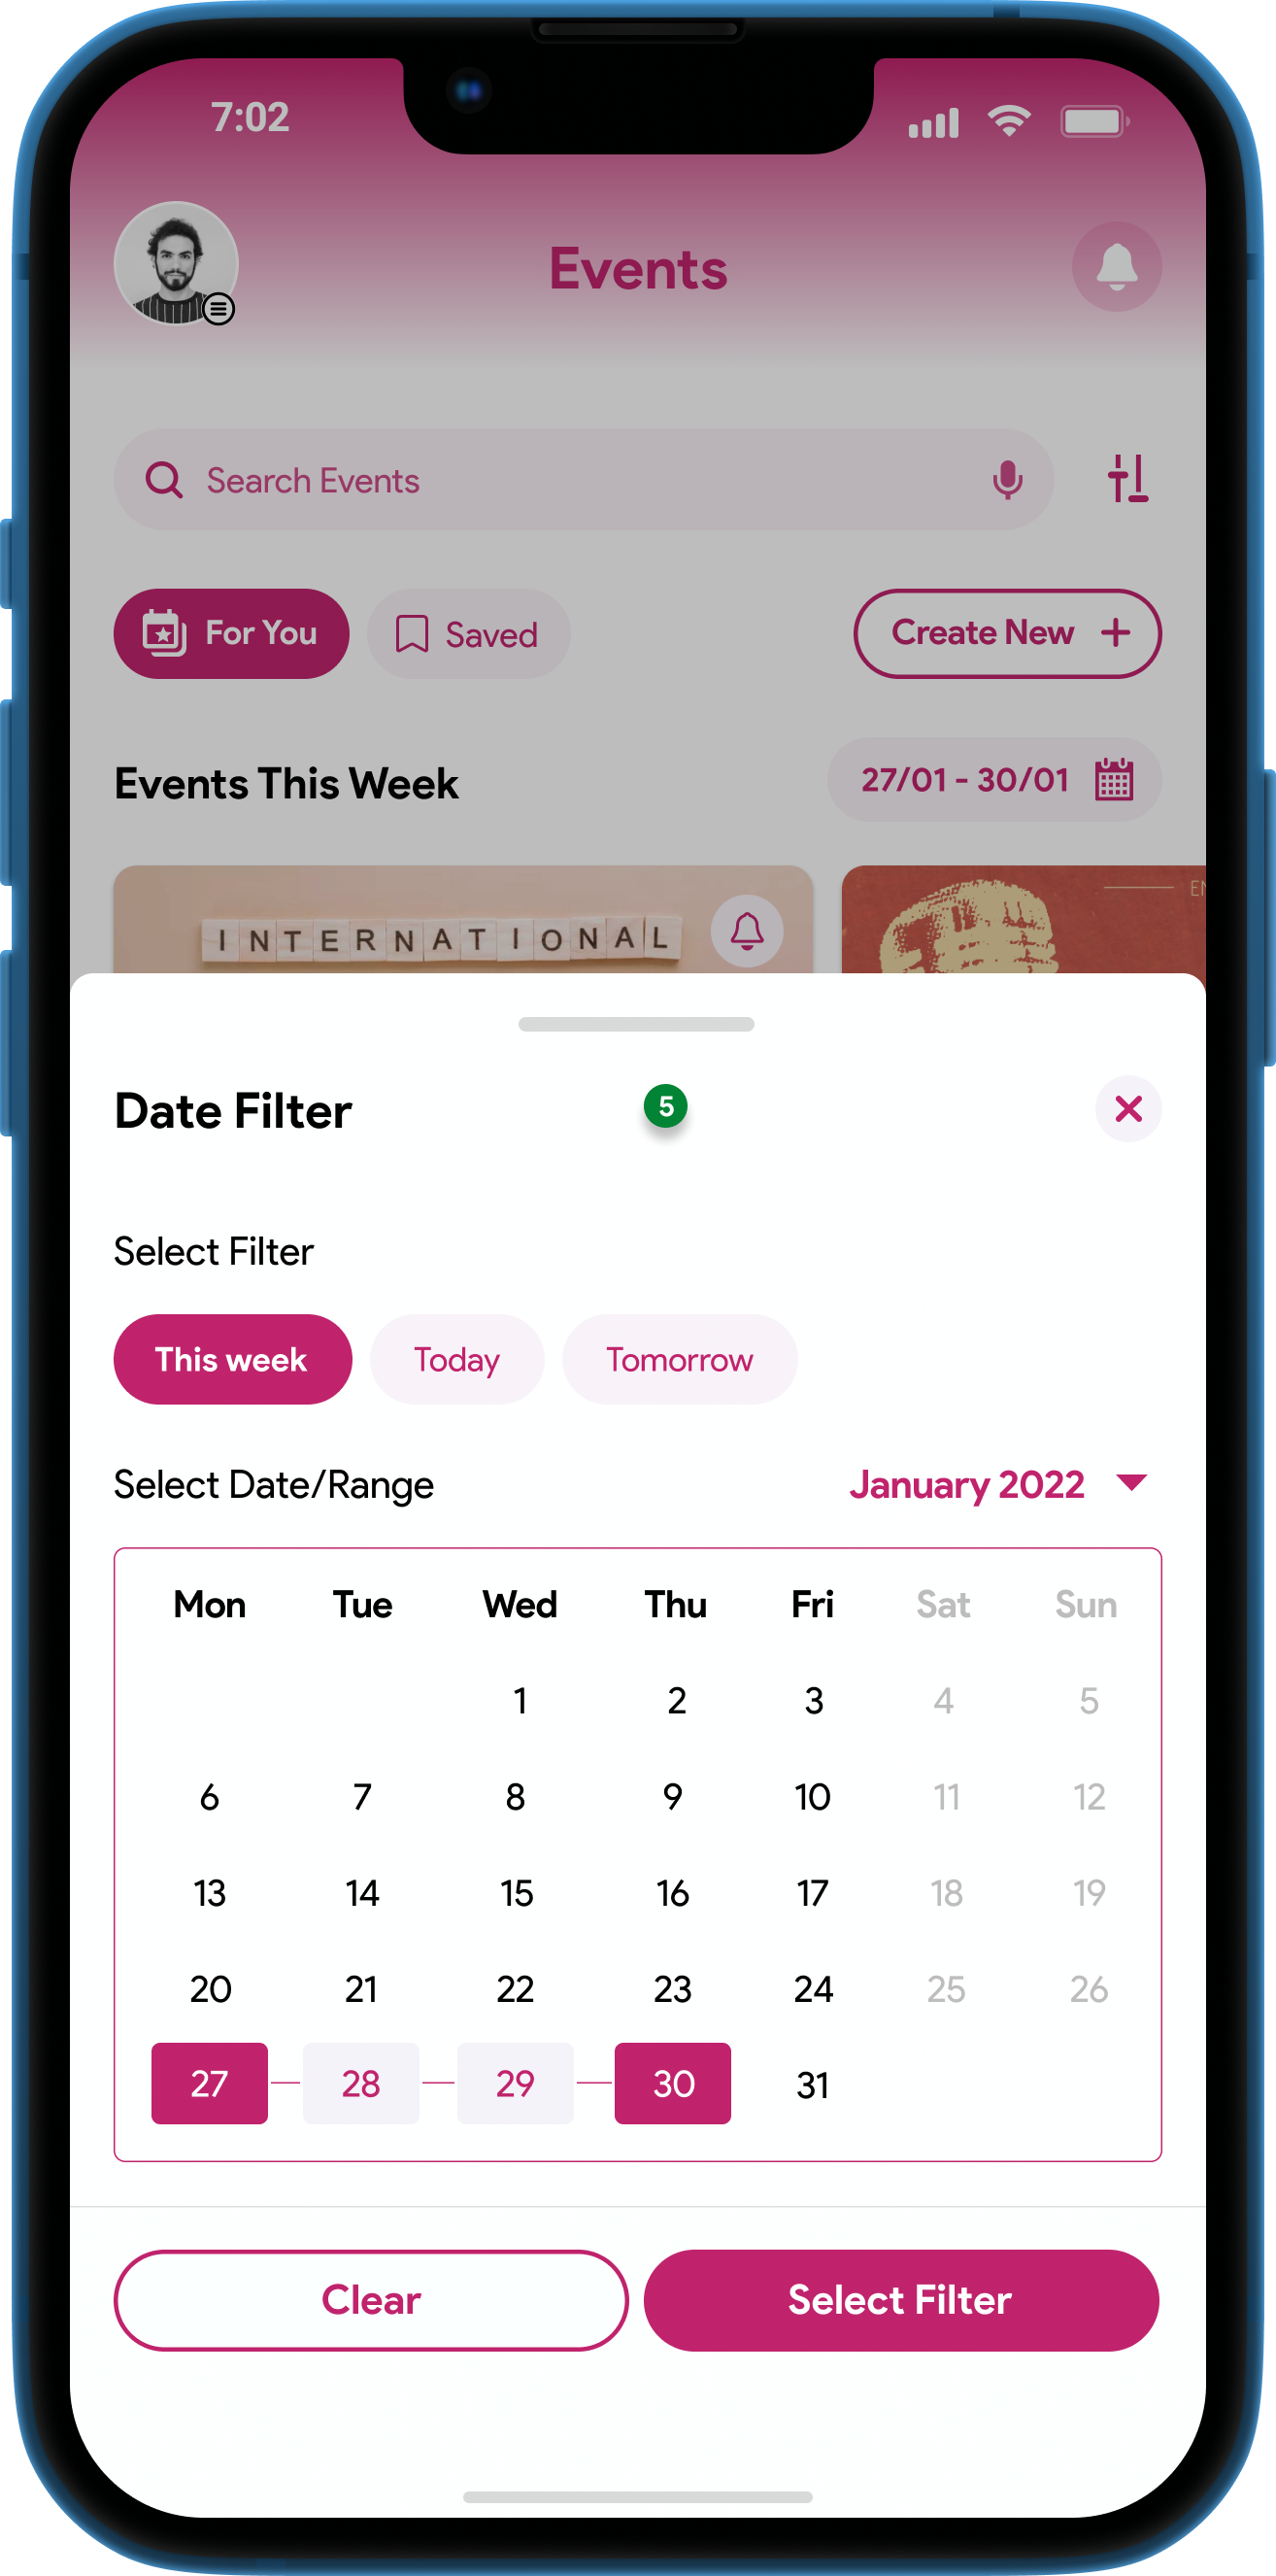 7:02
Events
Search Events
For You
Saved
Create New +
Events This Week
27/01 - 30/01
INTERNATIONAL
EN
Date Filter
5
Select Filter
This week
Today
Tomorrow
Select Date/Range
January 2022
Mon Tue Wed Thu Fri Sat Sun
1 2 3 4 5
6 7 8 9 10 11 12
13 14 15 16 17 18 19
20 21 22 23 24 25 26
27 28 29 30 31
Clear
Select Filter